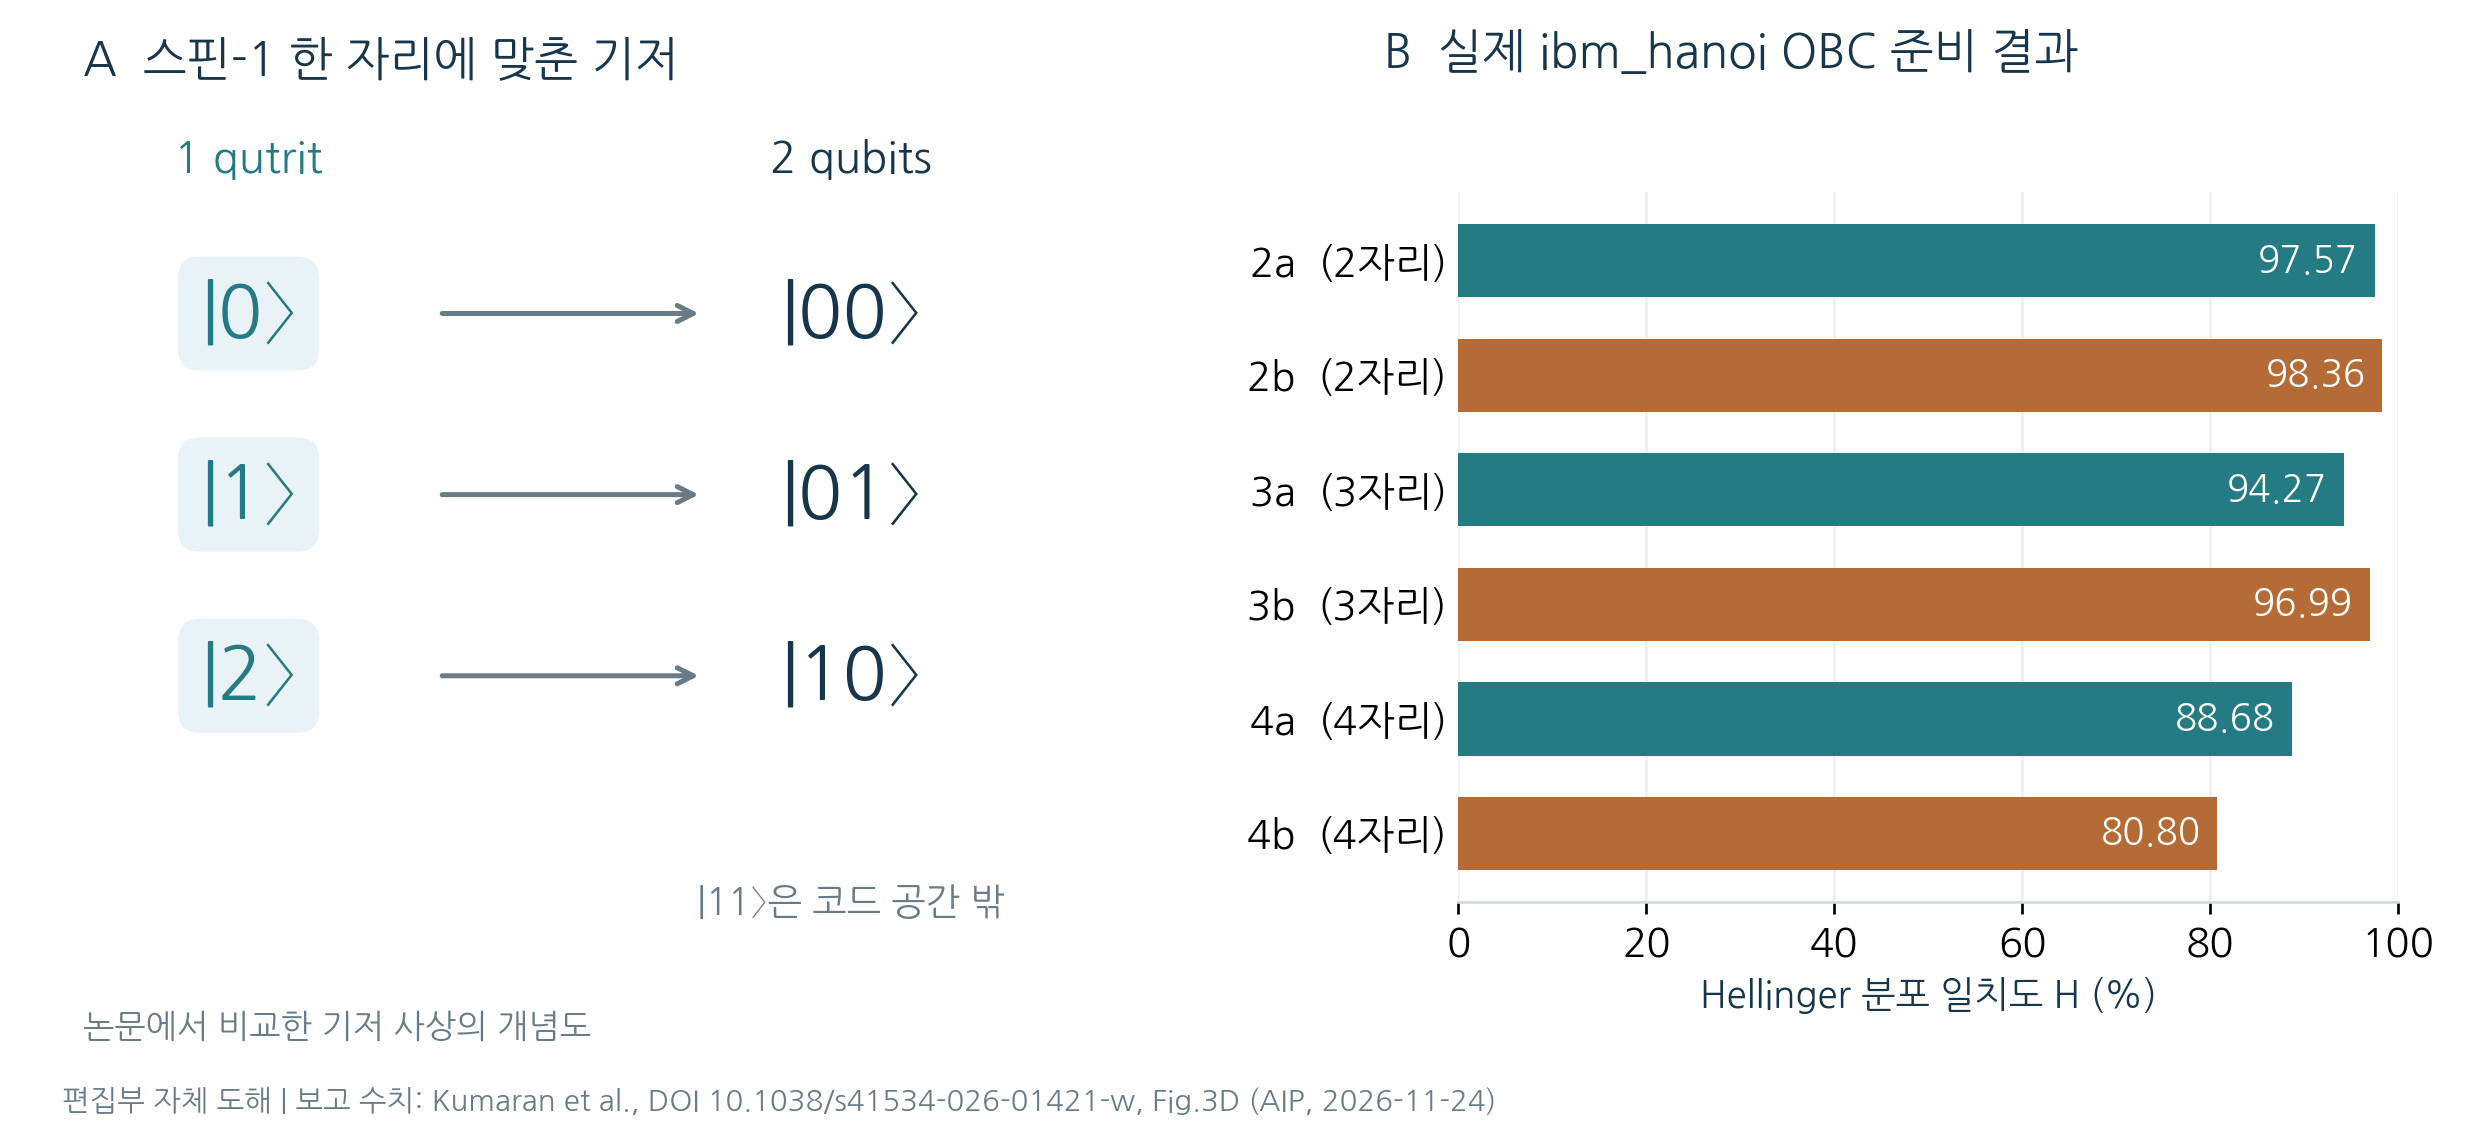 A 스핀-1 한 자리에 맞춘 기저
1 qutrit
2 qubits
|0⟩
|00⟩
|1⟩
|01⟩
|2⟩
|10⟩
|11⟩은 코드 공간 밖
논문에서 비교한 기저 사상의 개념도
B 실제 ibm_hanoi OBC 준비 결과
2a (2자리)
97.57
2b (2자리)
98.36
3a (3자리)
94.27
3b (3자리)
96.99
4a (4자리)
88.68
4b (4자리)
80.80
0 20 40 60 80 100
Hellinger 분포 일치도 H (%)
편집부 자체 도해 | 보고 수치: Kumaran et al., DOI 10.1038/s41534-026-01421-w, Fig.3D (AIP, 2026-11-24)